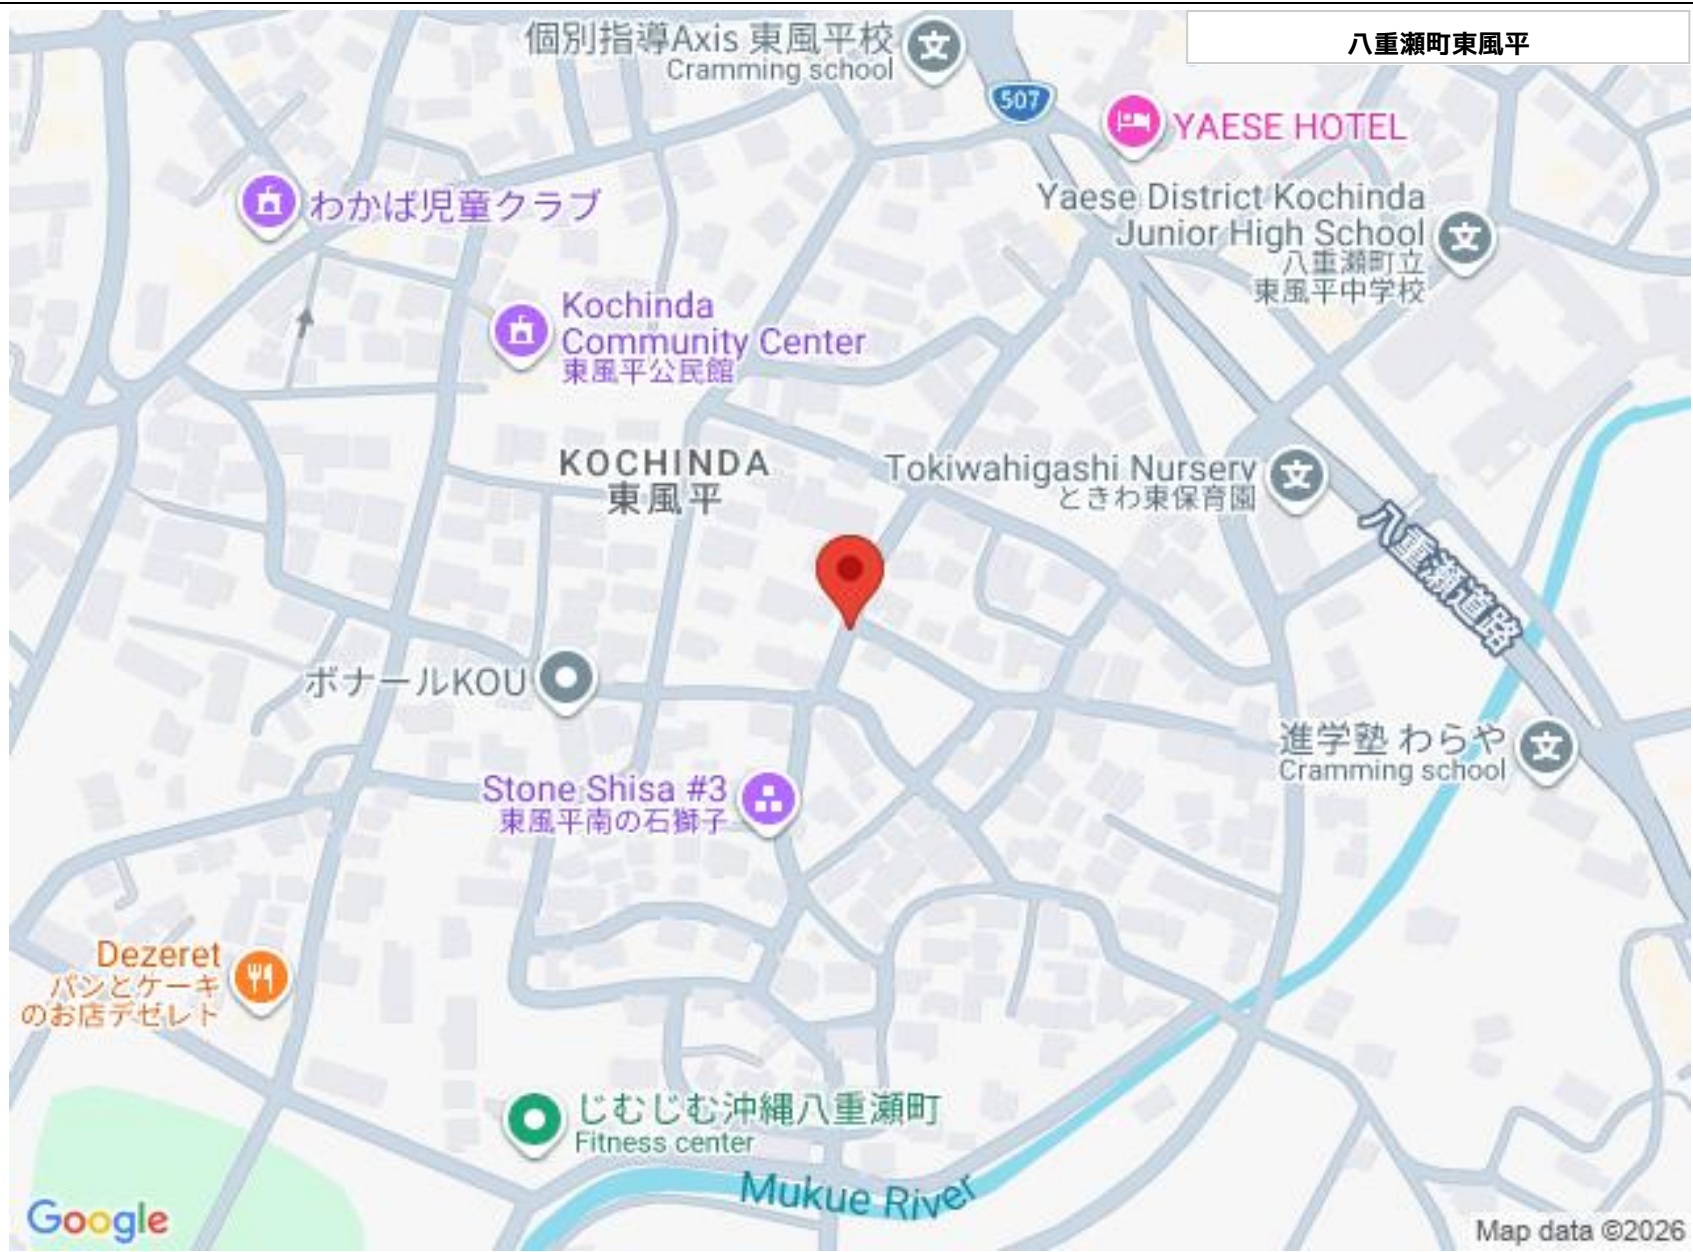 個別指導Axis 東風平校
Cramming school
八重瀬町東風平
507
YAESE HOTEL
わかば児童クラブ
Yaese District Kochinda
Junior High School
八重瀬町立
東風平中学校
Kochinda
Community Center
東風平公民館
KOCHINDA
東風平
Tokiwahigashi Nurserv
ときわ東保育園
八重瀬道路
ボナールKOU
進学塾 わらや
Cramming school
Stone Shisa #3
東風平南の石獅子
Dezeret
パンとケーキ
のお店デゼレト
じむじむ沖縄八重瀬町
Fitness center
Mukue River
Google
Map data ©2026